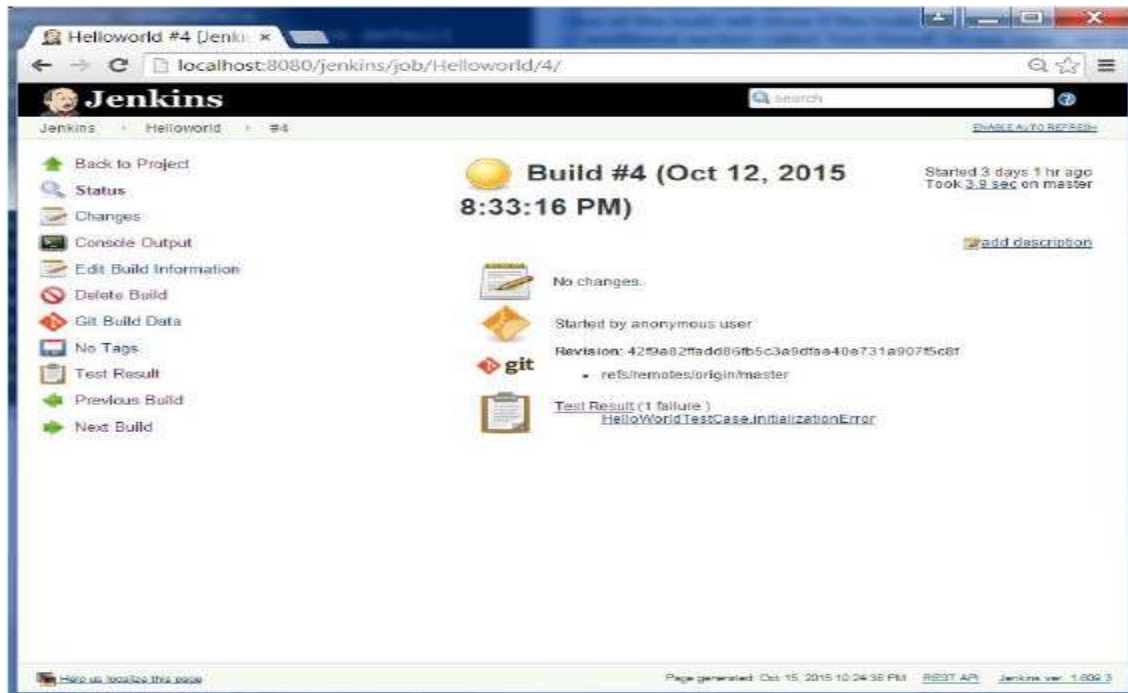 Helloworld #4 [Jenki
localhost:8080/jenkins/job/Helloworld/4/
Jenkins
search
Jenkins Helloworld #4
ENABLE AUTO REFRESH
Back to Project
Status
Changes
Console Output
Edit Build Information
Delete Build
Git Build Data
No Tags
Test Result
Previous Build
Next Build
Build #4 (Oct 12, 2015
8:33:16 PM)
Started 3 days 1 hr ago
Took 3.9 sec on master
add description
No changes.
Started by anonymous user
git
Revision:
refs/remotes/origin/master
Test Result (1 failure )
HelloWorldTestCase.initializationError
Help us localize this page
Page generated: Oct 15, 2015 10:24:38 PM REST API Jenkins ver. 1.609.3